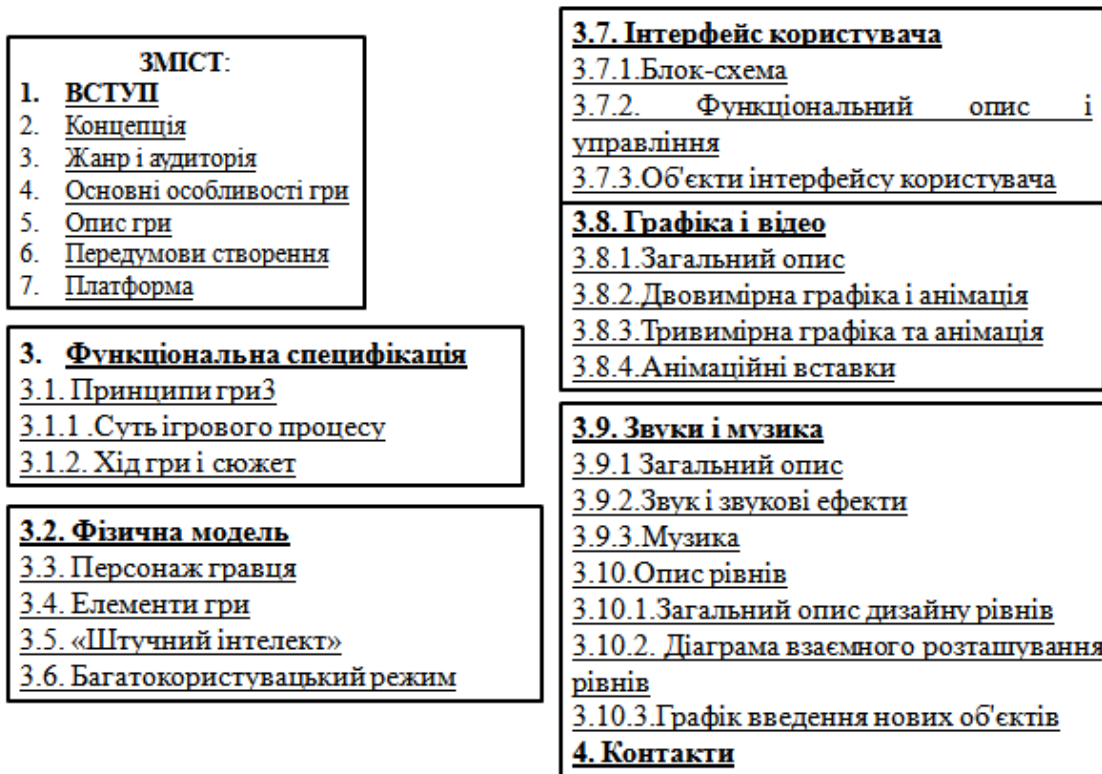 ЗМІСТ:
1. ВСТУП
2. Концепція
3. Жанр і аудиторія
4. Основні особливості гри
5. Опис гри
6. Передумови створення
7. Платформа
3. Функціональна специфікація
3.1. Принципи гри3
3.1.1 .Суть ігрового процесу
3.1.2. Хід гри і сюжет
3.2. Фізична модель
3.3. Персонаж гравця
3.4. Елементи гри
3.5. «Штучний інтелект»
3.6. Багатокористувацький режим
3.7. Інтерфейс користувача
3.7.1.Блок-схема
3.7.2. Функціональний опис і
управління
3.7.3.Об'єкти інтерфейсу користувача
3.8. Графіка і відео
3.8.1.Загальний опис
3.8.2.Двовимірна графіка і анімація
3.8.3.Тривимірна графіка та анімація
3.8.4.Анімаційні вставки
3.9. Звуки і музика
3.9.1 Загальний опис
3.9.2.Звук і звукові ефекти
3.9.3.Музика
3.10.Опис рівнів
3.10.1.Загальний опис дизайну рівнів
3.10.2. Діаграма взаємного розташування
рівнів
3.10.3.Графік введення нових об'єктів
4. Контакти